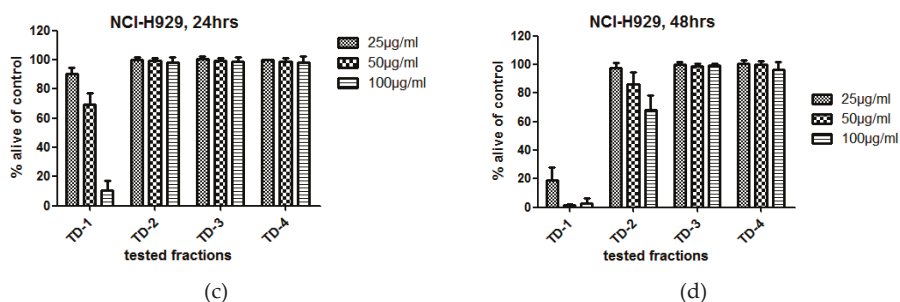 NCI-H929, 24hrs
% alive of control
120
100
80
60
40
20
0
TD-1
TD-2
TD-3
TD-4
tested fractions
25µg/ml
50µg/ml
100µg/ml
(c)
NCI-H929, 48hrs
% alive of control
120
100
80
60
40
20
0
TD-1
TD-2
TD-3
TD-4
tested fractions
25µg/ml
50µg/ml
100µg/ml
(d)